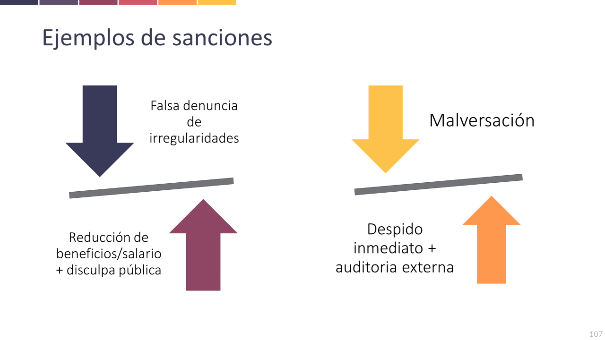 Ejemplos de sanciones
Falsa denuncia
de
irregularidades
Reducción de
beneficios/salario
+ disculpa pública
Malversación
Despido
inmediato +
auditoria externa
107